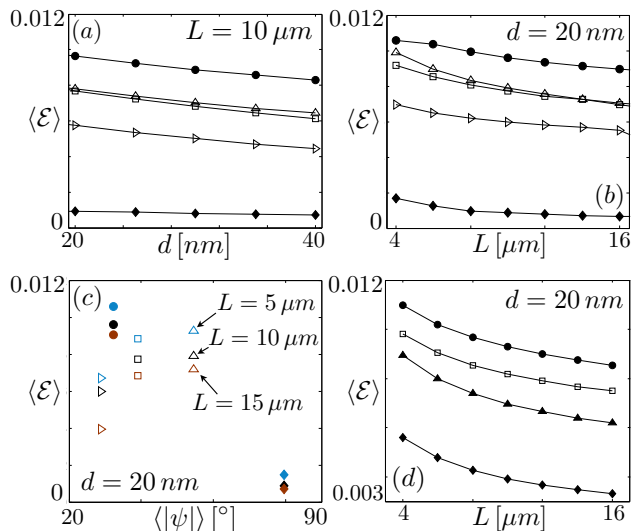 0.012
(a)
L = 10 μm
⟨ℰ⟩
0
20
d [nm]
40
0.012
d = 20 nm
⟨ℰ⟩
(b)
0
4
L [μm]
16
0.012
(c)
L = 5 μm
L = 10 μm
⟨ℰ⟩
L = 15 μm
d = 20 nm
0
20
⟨|ψ|⟩ [°]
90
0.012
d = 20 nm
⟨ℰ⟩
(d)
0.003
4
L [μm]
16